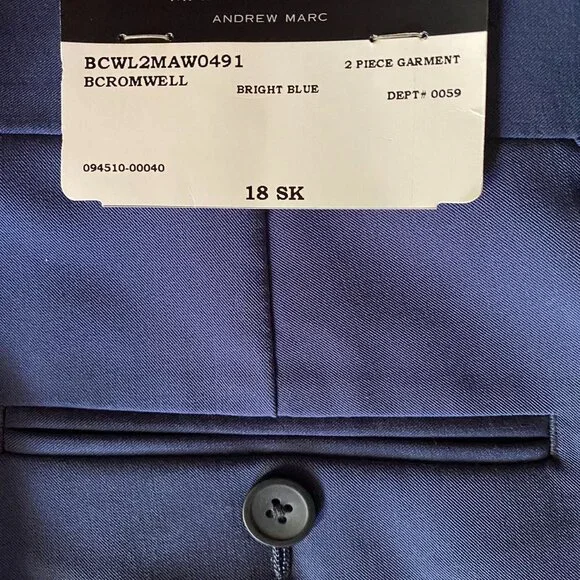 ANDREW MARC
BCWL2MAW0491
2 PIECE GARMENT
BCROMWELL
BRIGHT BLUE
DEPT# 0059
094510-00040
18 SK